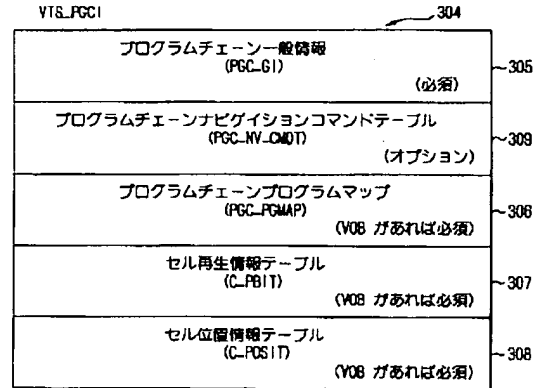 VTS_PGCI
304
プログラムチェーン一般情報
(PGC_GI)
(必須)
305
プログラムチェーンナビゲイションコマンドテーブル
(PGC_NV_CMDT)
(オプション)
309
プログラムチェーンプログラムマップ
(PGC_PGMAP)
(VOB があれば必須)
306
セル再生情報テーブル
(C_PBIT)
(VOB があれば必須)
307
セル位置情報テーブル
(C_POSIT)
(VOB があれば必須)
308